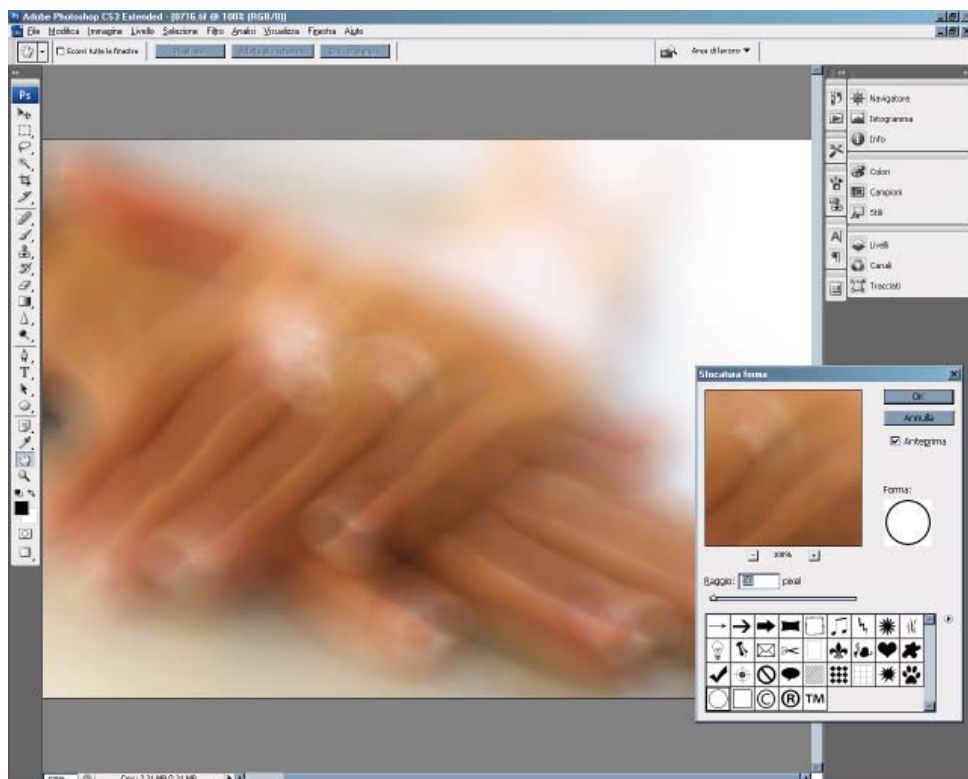 Adobe Photoshop CS3 Extended - [0716.tif @ 100% (RGB/8)]
File Modifica Immagine Livello Selezione Filtro Analisi Visualizza Finestra Aiuto
Scorri tutte le finestre
Area di lavoro
Ps
Navigatore
Istogramma
Info
Colori
Campioni
Stili
Livelli
Canali
Tracciati
Sfocatura forma
OK
Annulla
Anteprima
Forma:
100%
Raggio: pixel
© ® TM
100%